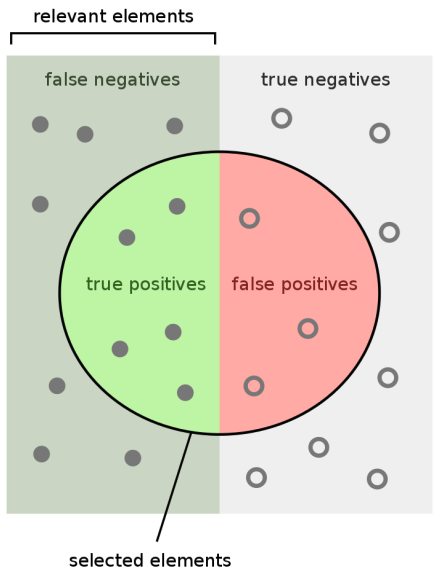 relevant elements
false negatives
true negatives
true positives
false positives
selected elements